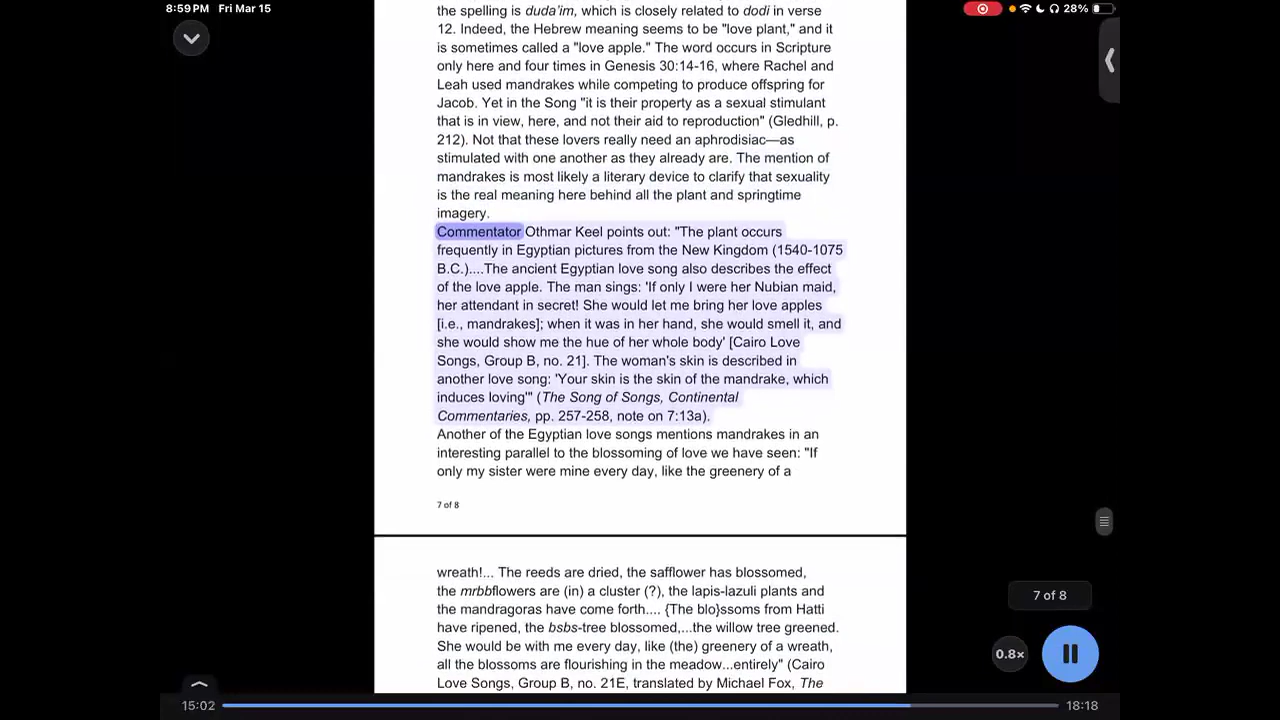 8:59 PM Fri Mar 15
28%
the spelling is duda'im, which is closely related to dodi in verse
12. Indeed, the Hebrew meaning seems to be "love plant," and it
is sometimes called a "love apple." The word occurs in Scripture
only here and four times in Genesis 30:14-16, where Rachel and
Leah used mandrakes while competing to produce offspring for
Jacob. Yet in the Song "it is their property as a sexual stimulant
that is in view, here, and not their aid to reproduction" (Gledhill, p.
212). Not that these lovers really need an aphrodisiac—as
stimulated with one another as they already are. The mention of
mandrakes is most likely a literary device to clarify that sexuality
is the real meaning here behind all the plant and springtime
imagery.
Commentator Othmar Keel points out: "The plant occurs
frequently in Egyptian pictures from the New Kingdom (1540-1075
B.C.)....The ancient Egyptian love song also describes the effect
of the love apple. The man sings: 'If only I were her Nubian maid,
her attendant in secret! She would let me bring her love apples
[i.e., mandrakes]; when it was in her hand, she would smell it, and
she would show me the hue of her whole body' [Cairo Love
Songs, Group B, no. 21]. The woman's skin is described in
another love song: 'Your skin is the skin of the mandrake, which
induces loving'" (The Song of Songs, Continental
Commentaries, pp. 257-258, note on 7:13a).
Another of the Egyptian love songs mentions mandrakes in an
interesting parallel to the blossoming of love we have seen: "If
only my sister were mine every day, like the greenery of a
7 of 8
wreath!... The reeds are dried, the safflower has blossomed,
the mrbbflowers are (in) a cluster (?), the lapis-lazuli plants and
the mandragoras have come forth.... {The blo}ssoms from Hatti
have ripened, the bsbs-tree blossomed,...the willow tree greened.
She would be with me every day, like (the) greenery of a wreath,
all the blossoms are flourishing in the meadow...entirely" (Cairo
Love Songs, Group B, no. 21E, translated by Michael Fox, The
7 of 8
0.8×
15:02
18:18